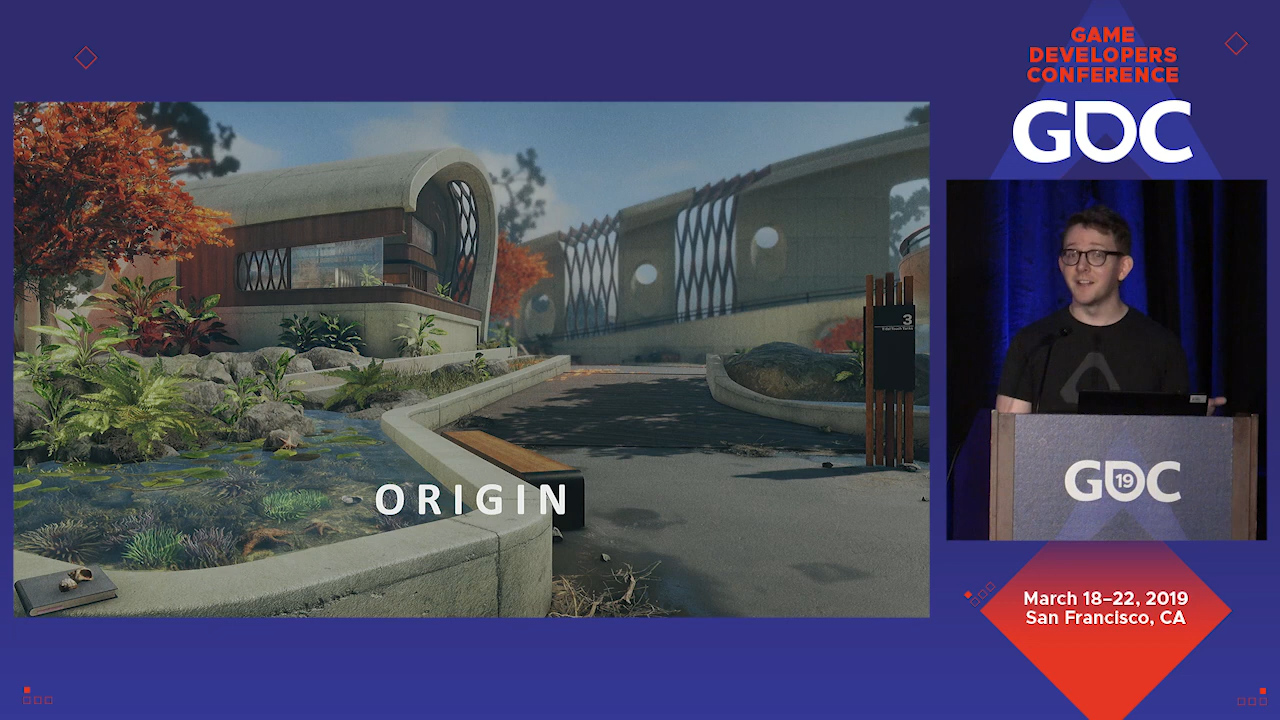 GAME
DEVELOPERS
CONFERENCE
GDC
3
ORIGIN
GDC
19
March 18–22, 2019
San Francisco, CA